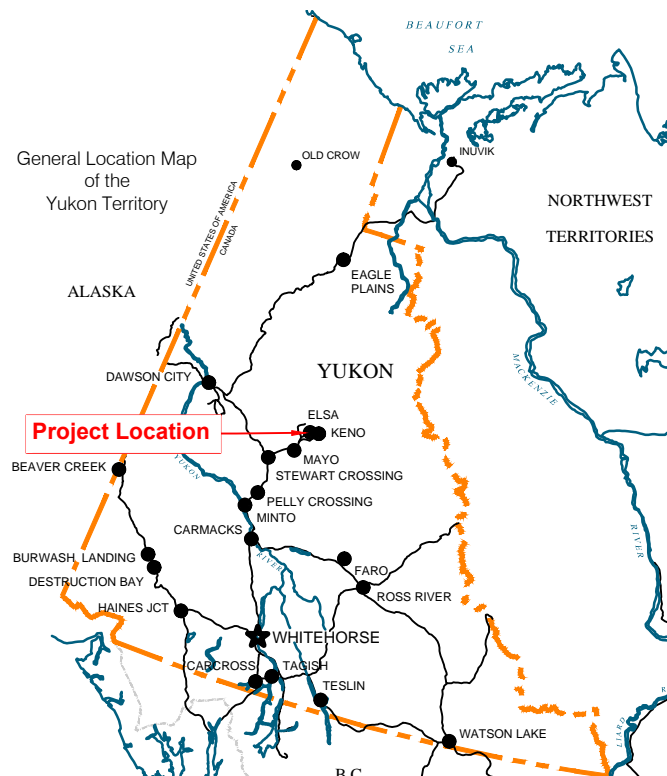 BEAUFORT
SEA
General Location Map
of the
Yukon Territory
OLD CROW
INUVIK
UNITED STATES OF AMERICA
CANADA
NORTHWEST
TERRITORIES
EAGLE
PLAINS
ALASKA
MACKENZIE
RIVER
DAWSON CITY
YUKON
ELSA
Project Location
KENO
MAYO
YUKON
RIVER
BEAVER CREEK
STEWART CROSSING
PELLY CROSSING
MINTO
CARMACKS
BURWASH LANDING
DESTRUCTION BAY
FARO
ROSS RIVER
HAINES JCT
WHITEHORSE
CARCROSS
TAGISH
TESLIN
WATSON LAKE
LIARD
R
B.C.